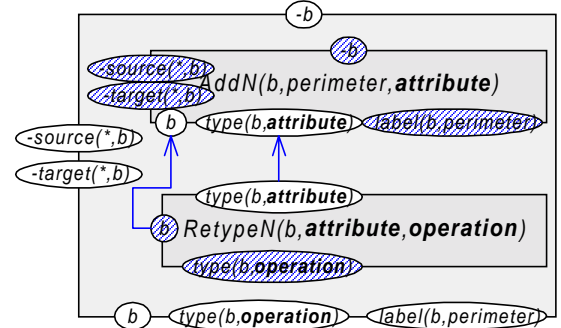 -b
-b
-source(*,b)
AddN(b,perimeter,attribute)
-target(*,b)
b type(b,attribute) label(b,perimeter)
-source(*,b)
-target(*,b)
type(b,attribute)
b RetypeN(b,attribute,operation)
type(b,operation)
b type(b,operation) label(b,perimeter)